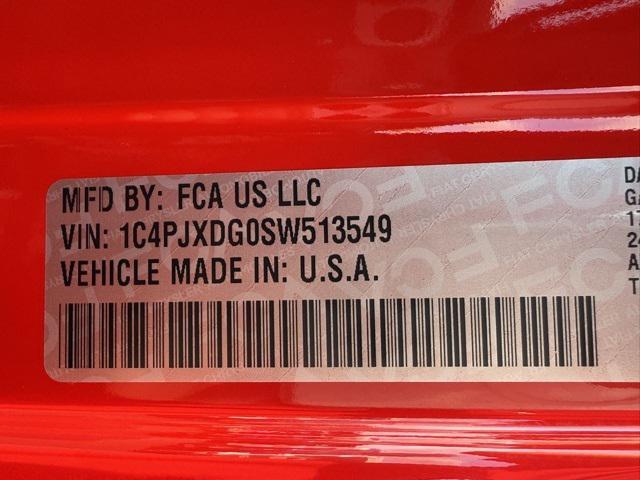 MFD BY: FCA US LLC
VIN: 1C4PJXDG0SW513549
VEHICLE MADE IN: U.S.A.